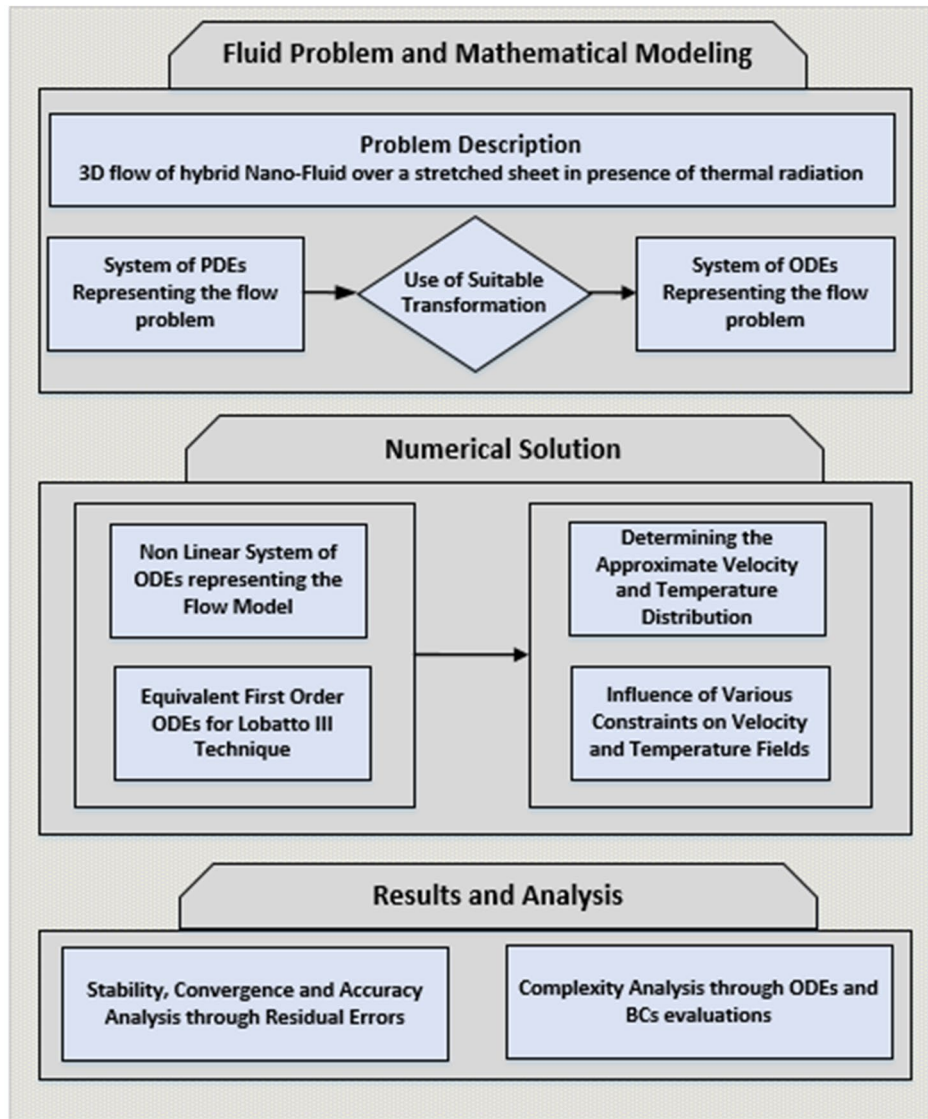 Fluid Problem and Mathematical Modeling
Problem Description
3D flow of hybrid Nano-Fluid over a stretched sheet in presence of thermal radiation
System of PDEs
Representing the flow
problem
Use of Suitable
Transformation
System of ODEs
Representing the flow
problem
Numerical Solution
Non Linear System of
ODEs representing the
Flow Model
Equivalent First Order
ODEs for Lobatto III
Technique
Determining the
Approximate Velocity
and Temperature
Distribution
Influence of Various
Constraints on Velocity
and Temperature Fields
Results and Analysis
Stability, Convergence and Accuracy
Analysis through Residual Errors
Complexity Analysis through ODEs and
BCs evaluations